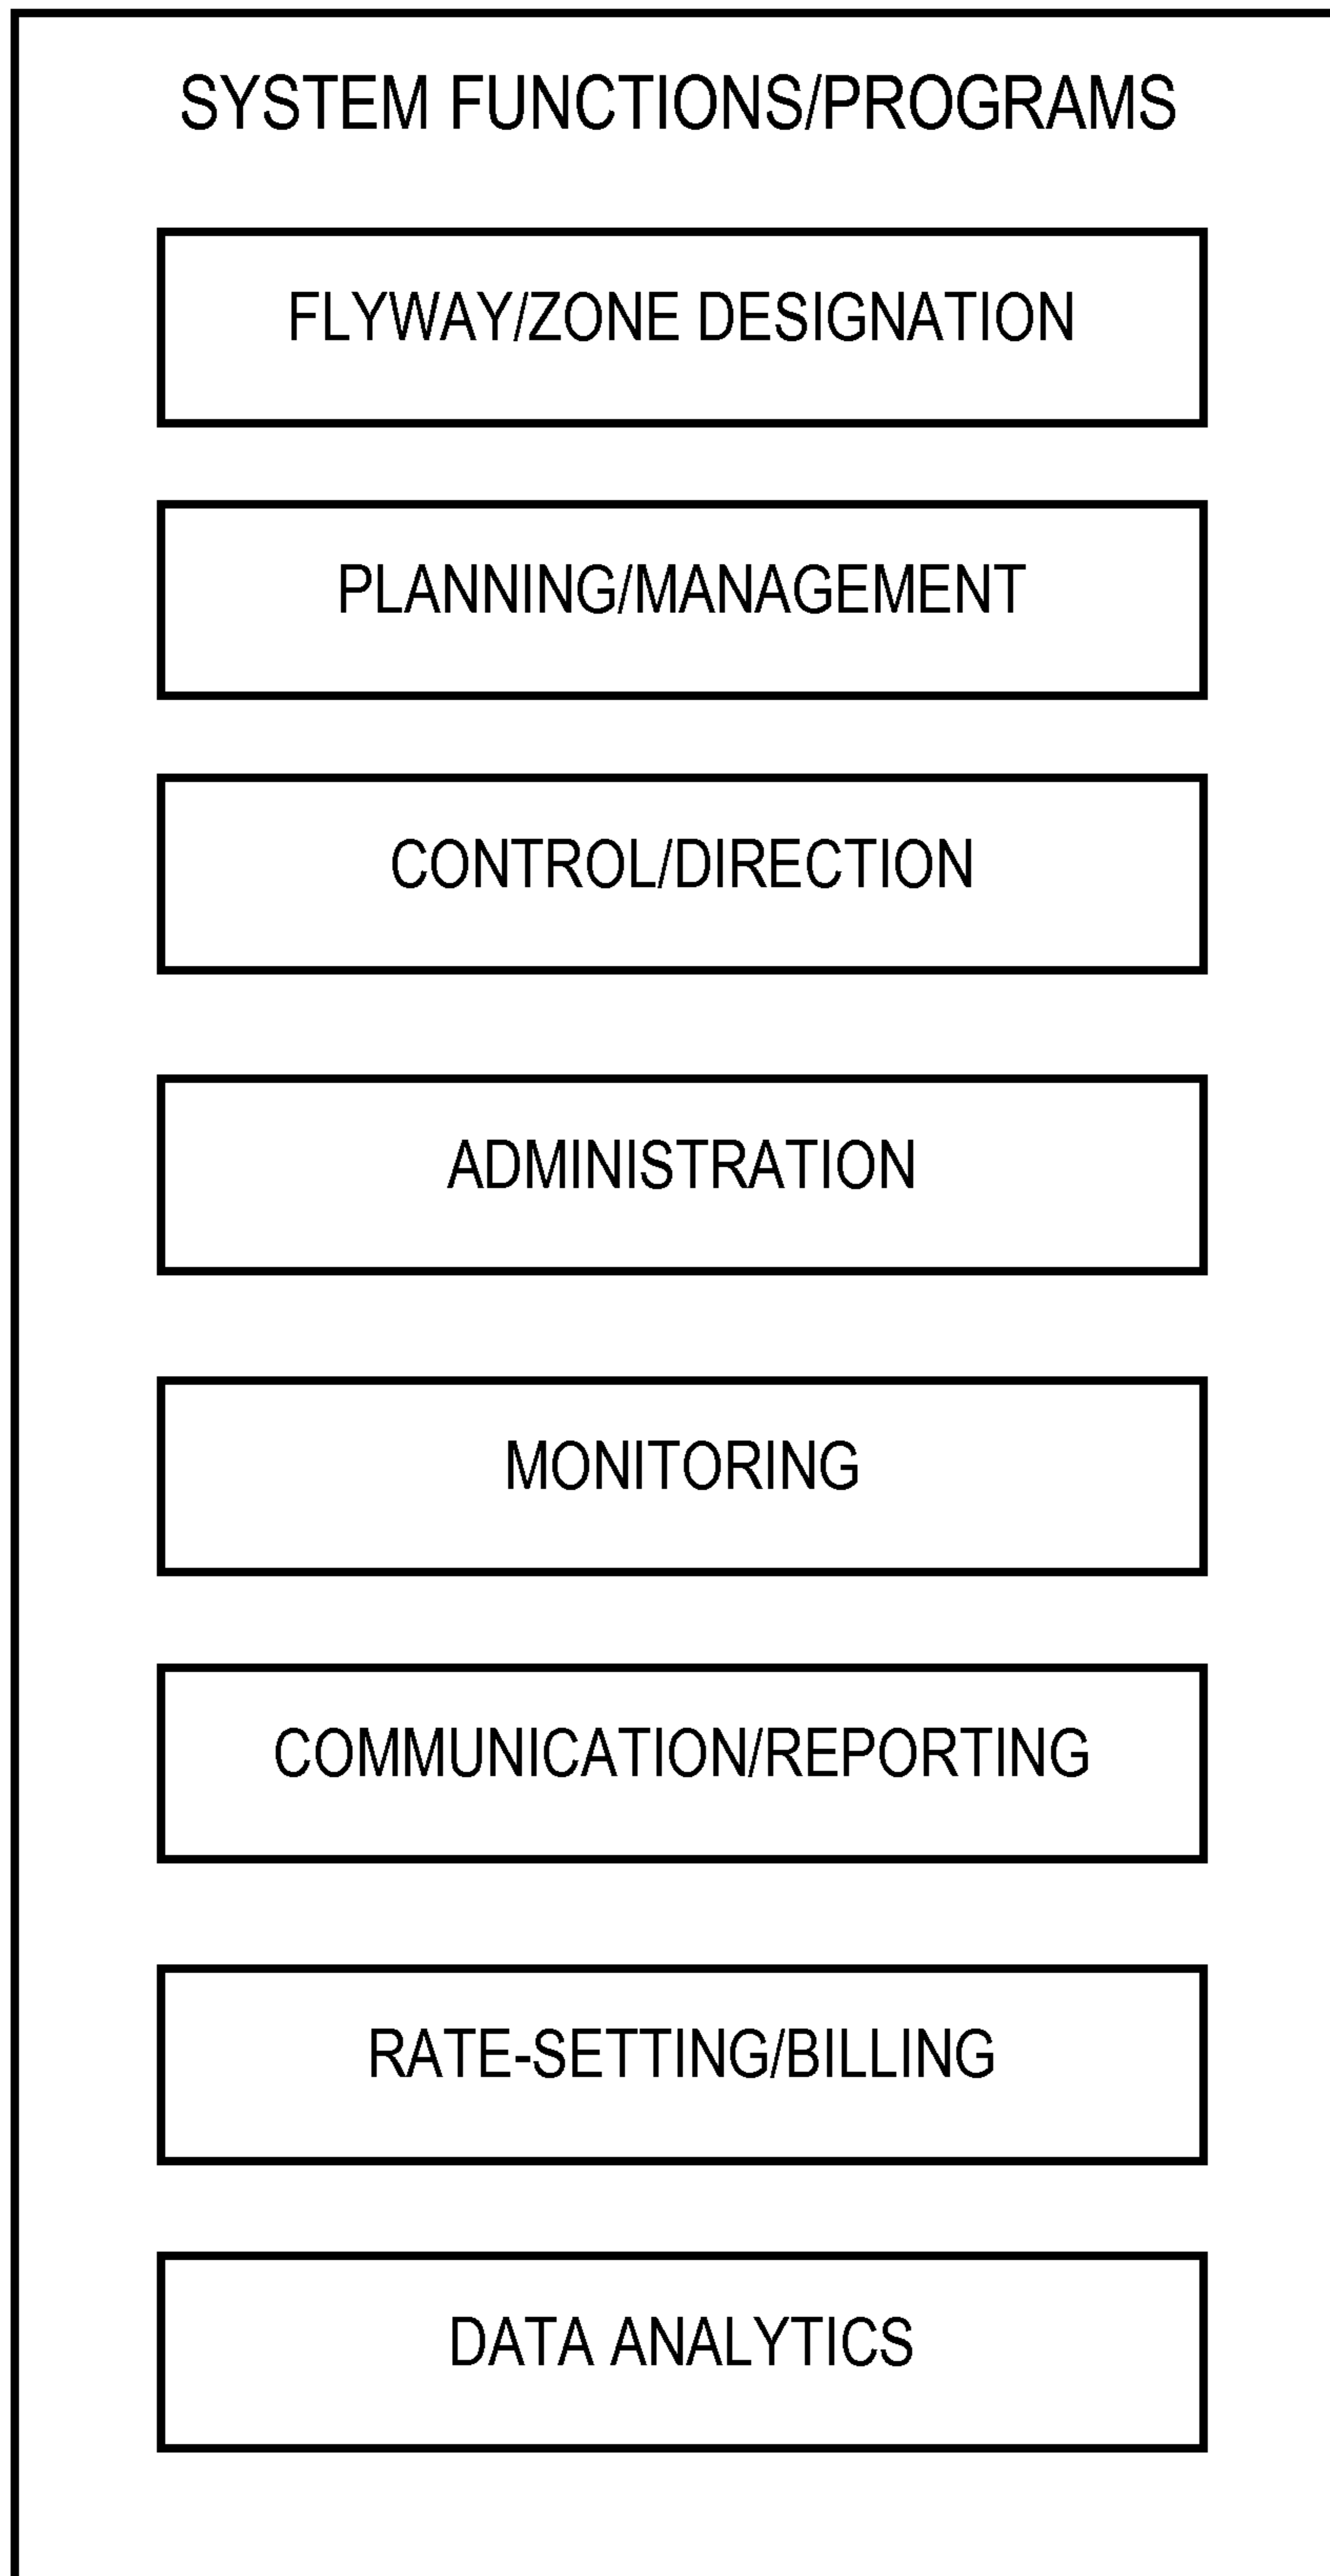 SYSTEM FUNCTIONS/PROGRAMS
FLYWAY/ZONE DESIGNATION
PLANNING/MANAGEMENT
CONTROL/DIRECTION
ADMINISTRATION
MONITORING
COMMUNICATION/REPORTING
RATE-SETTING/BILLING
DATA ANALYTICS